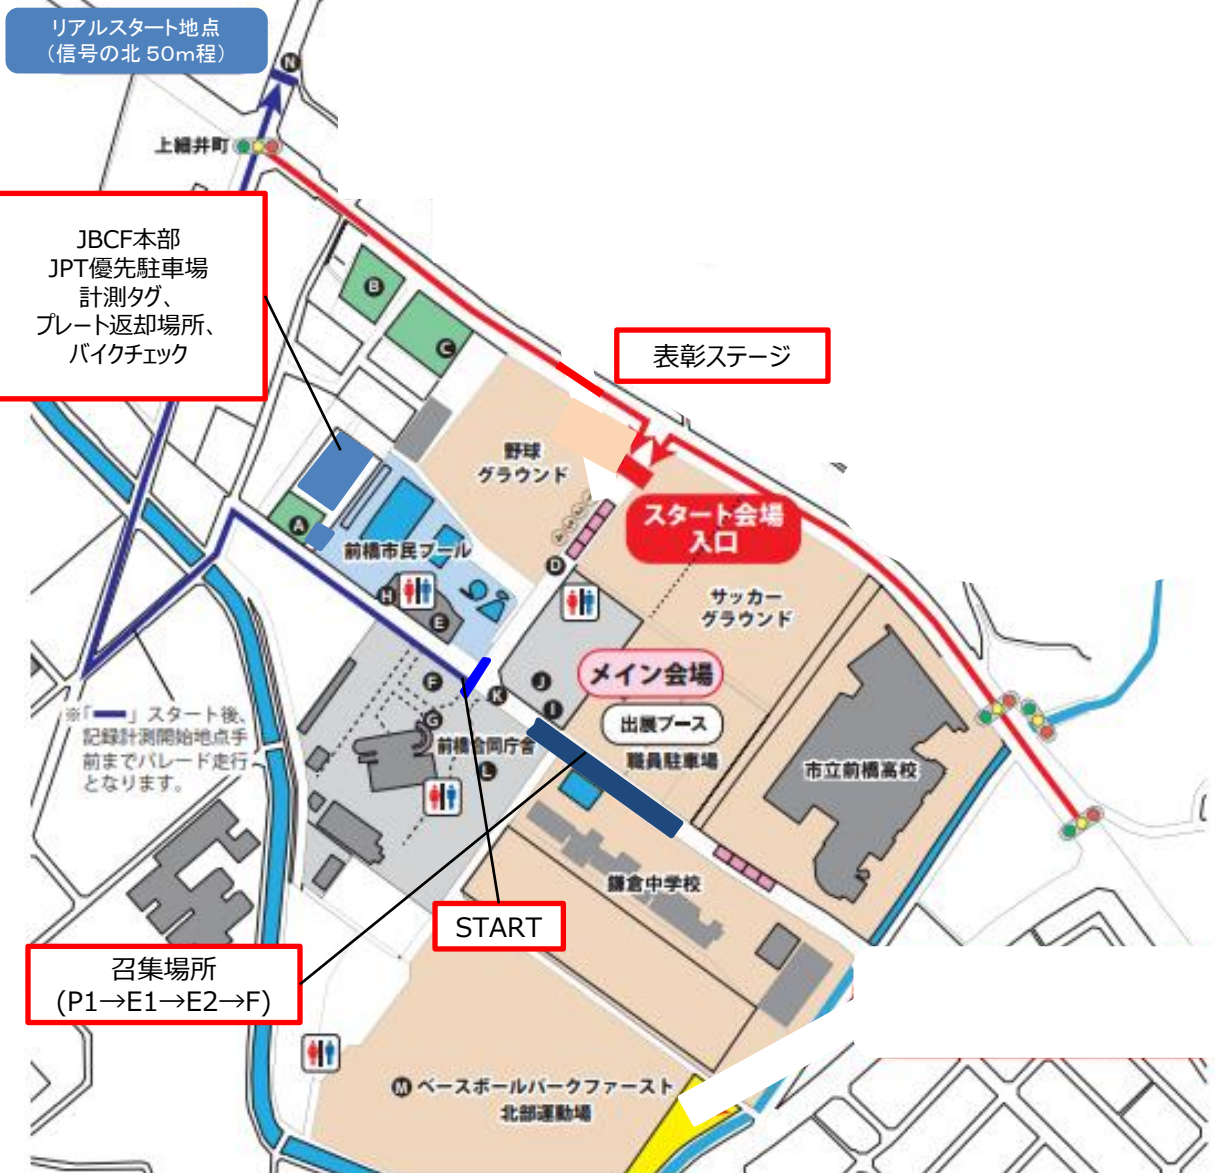 リアルスタート地点
（信号の北50m程）
N
上細井町
JBCF本部
JPT優先駐車場
計測タグ、
プレート返却場所、
バイクチェック
B
C
表彰ステージ
野球
グラウンド
スタート会場
入口
A
前橋市民プール
D
H
E
サッカー
グラウンド
メイン会場
F
J
K
I
G
出展ブース
職員駐車場
※「━」スタート後、
記録計測開始地点手
前までパレード走行
となります。
前橋合同庁舎
L
市立前橋高校
鎌倉中学校
START
召集場所
(P1→E1→E2→F)
M ベースボールパークファースト
北部運動場